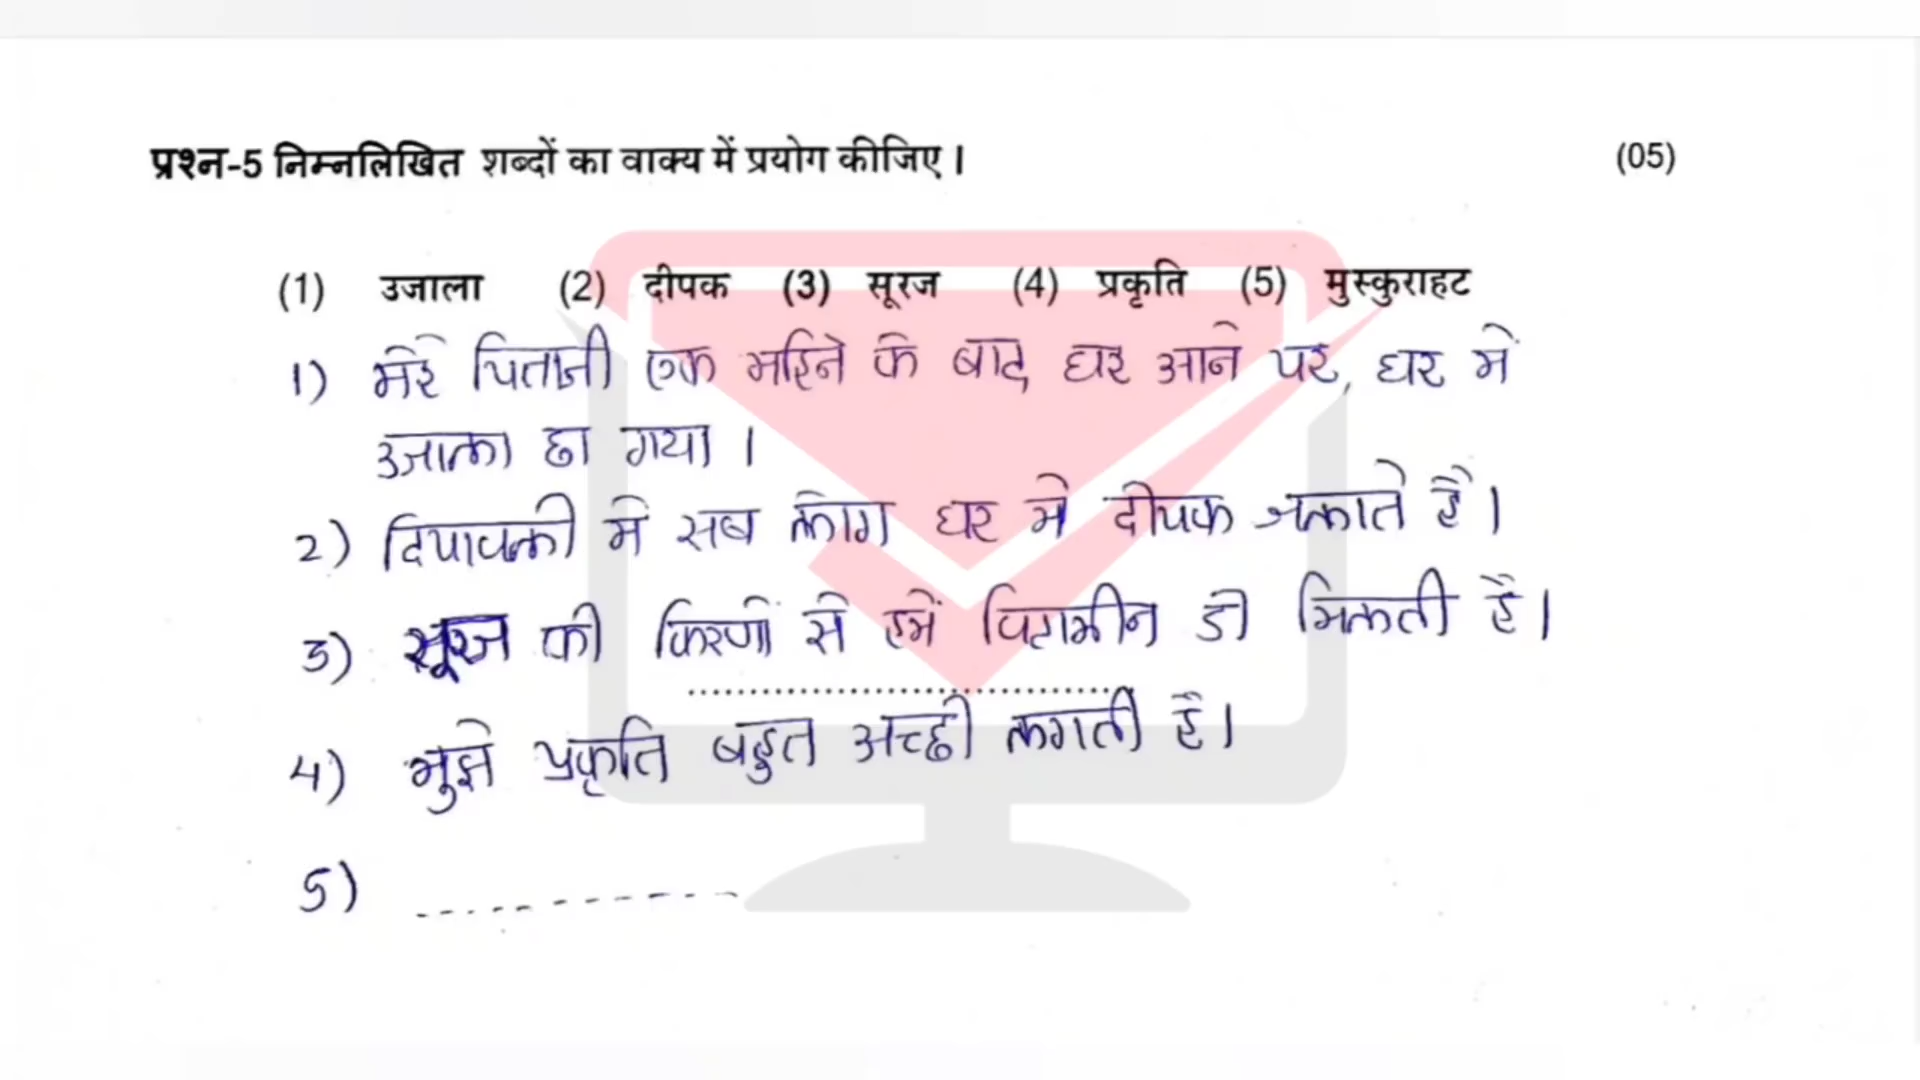 प्रश्न-5 निम्नलिखित शब्दों का वाक्य में प्रयोग कीजिए । (05)
(1) उजाला (2) दीपक (3) सूरज (4) प्रकृति (5) मुस्कुराहट
1) मेरे पिताजी एक महिने के बाद घर आने पर, घर मे
उजाला छा गया ।
2) दिपावली मे सब लोग घर मे दीपक जलाते है ।
3) सूरज की किरणों से हमें विटामीन डी मिलती है ।
4) मुझे प्रकृति बहुत अच्छी लगती है ।
5) - - - - - - - - - - -